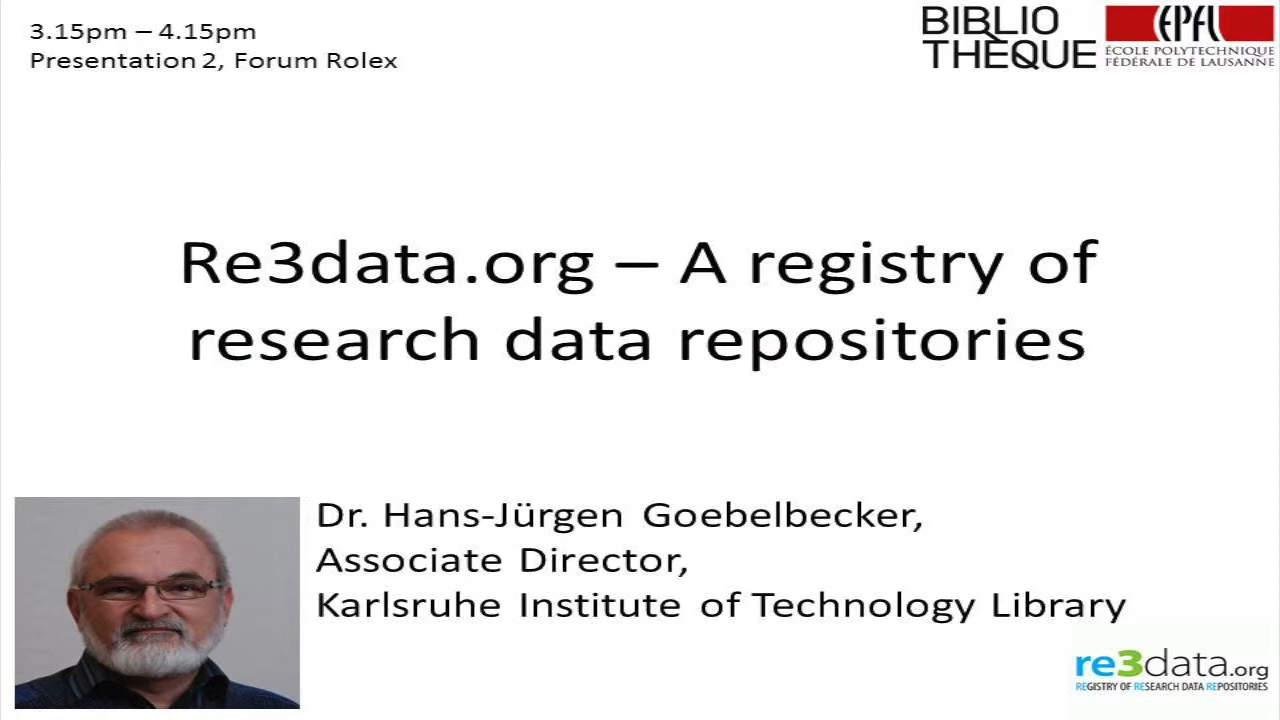 3.15pm – 4.15pm
Presentation 2, Forum Rolex
BIBLIO
THÈQUE
EPFL
ÉCOLE POLYTECHNIQUE
FÉDÉRALE DE LAUSANNE
Re3data.org – A registry of
research data repositories
Dr. Hans-Jürgen Goebelbecker,
Associate Director,
Karlsruhe Institute of Technology Library
re3data.org
REGISTRY OF RESEARCH DATA REPOSITORIES